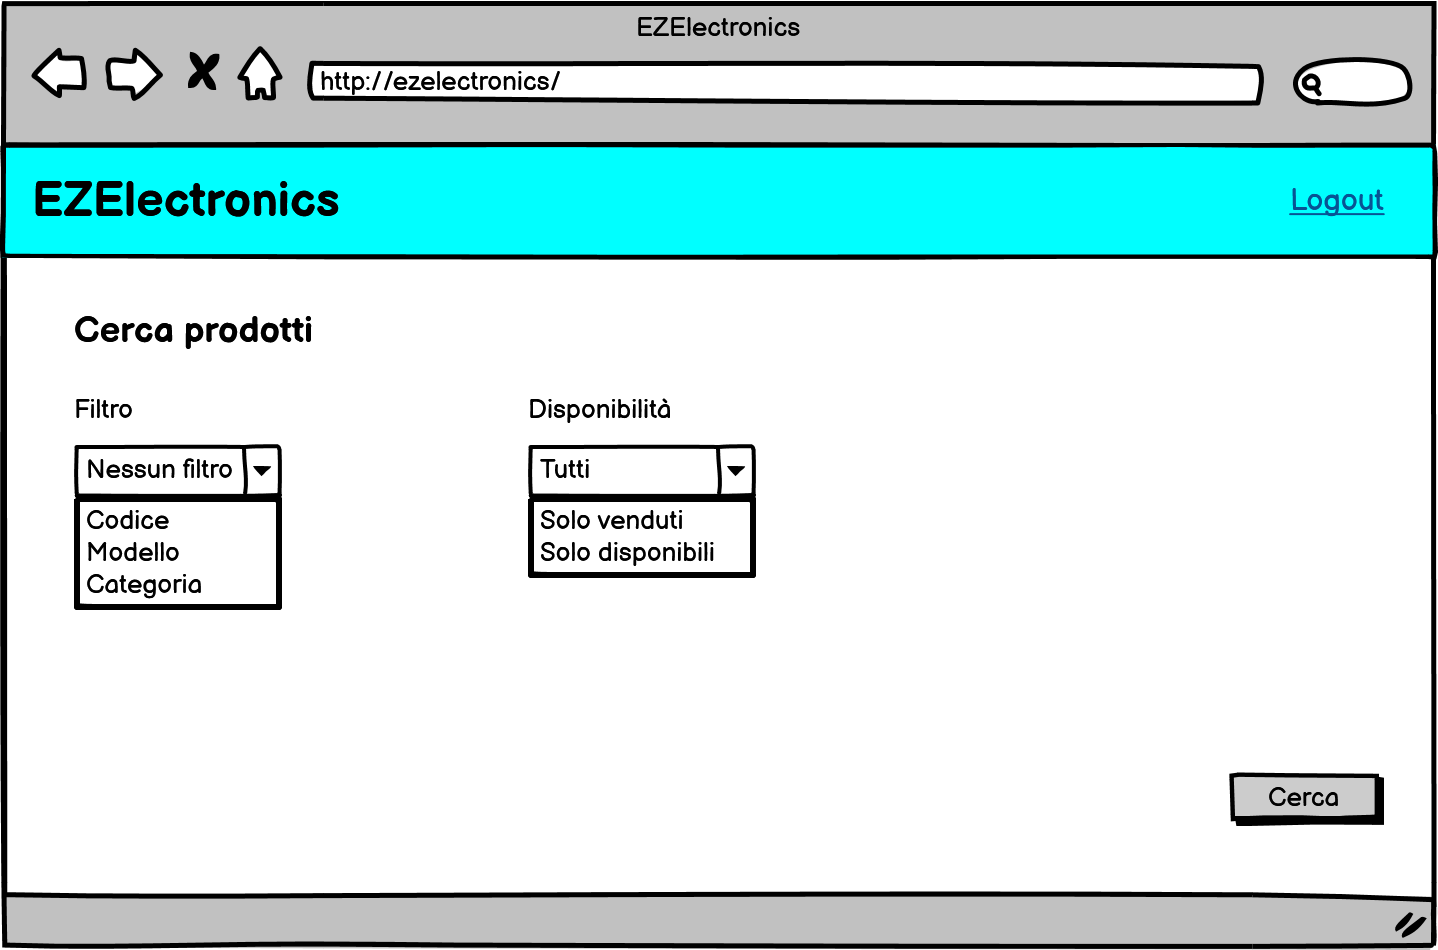 EZElectronics
http://ezelectronics/
EZElectronics
Logout
Cerca prodotti
Filtro
Disponibilità
Nessun filtro
Tutti
Codice
Modello
Categoria
Solo venduti
Solo disponibili
Cerca